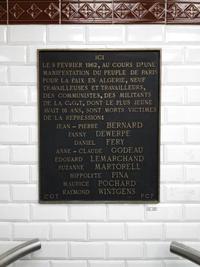 ICI
LE 8 FEVRIER 1962, AU COURS D'UNE
MANIFESTATION DU PEUPLE DE PARIS
POUR LA PAIX EN ALGERIE, NEUF
TRAVAILLEUSES ET TRAVAILLEURS,
DES COMMUNISTES, DES MILITANTS
DE LA C.G.T., DONT LE PLUS JEUNE
AVAIT 16 ANS, SONT MORTS VICTIMES
DE LA REPRESSION:
JEAN-PIERRE BERNARD
FANNY DEWERPE
DANIEL FERY
ANNE-CLAUDE GODEAU
EDOUARD LEMARCHAND
SUZANNE MARTORELL
HIPPOLYTE PINA
MAURICE POCHARD
RAYMOND WINTGENS
CGT PCF